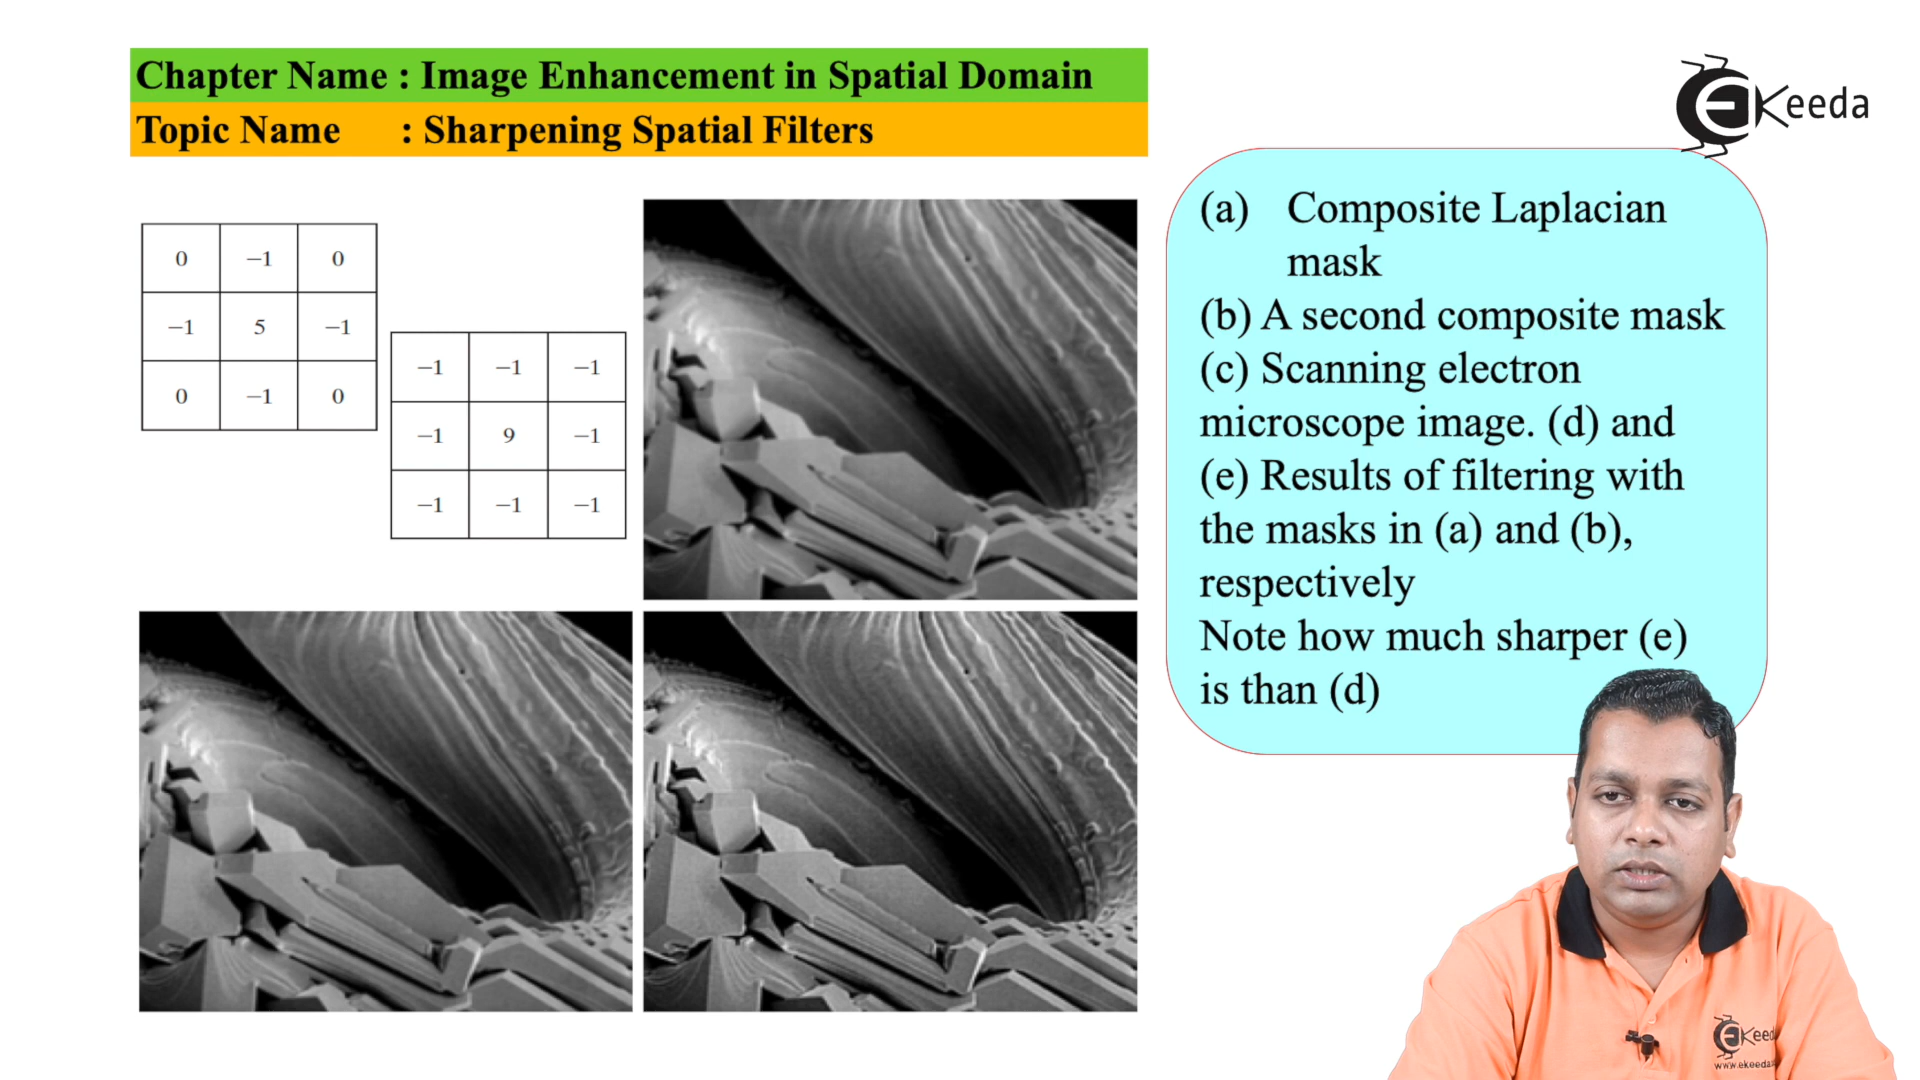 Chapter Name : Image Enhancement in Spatial Domain
Topic Name : Sharpening Spatial Filters
Keeda
0 −1 0
−1 5 −1
0 −1 0
−1 −1 −1
−1 9 −1
−1 −1 −1
(a) Composite Laplacian
mask
(b) A second composite mask
(c) Scanning electron
microscope image. (d) and
(e) Results of filtering with
the masks in (a) and (b),
respectively
Note how much sharper (e)
is than (d)